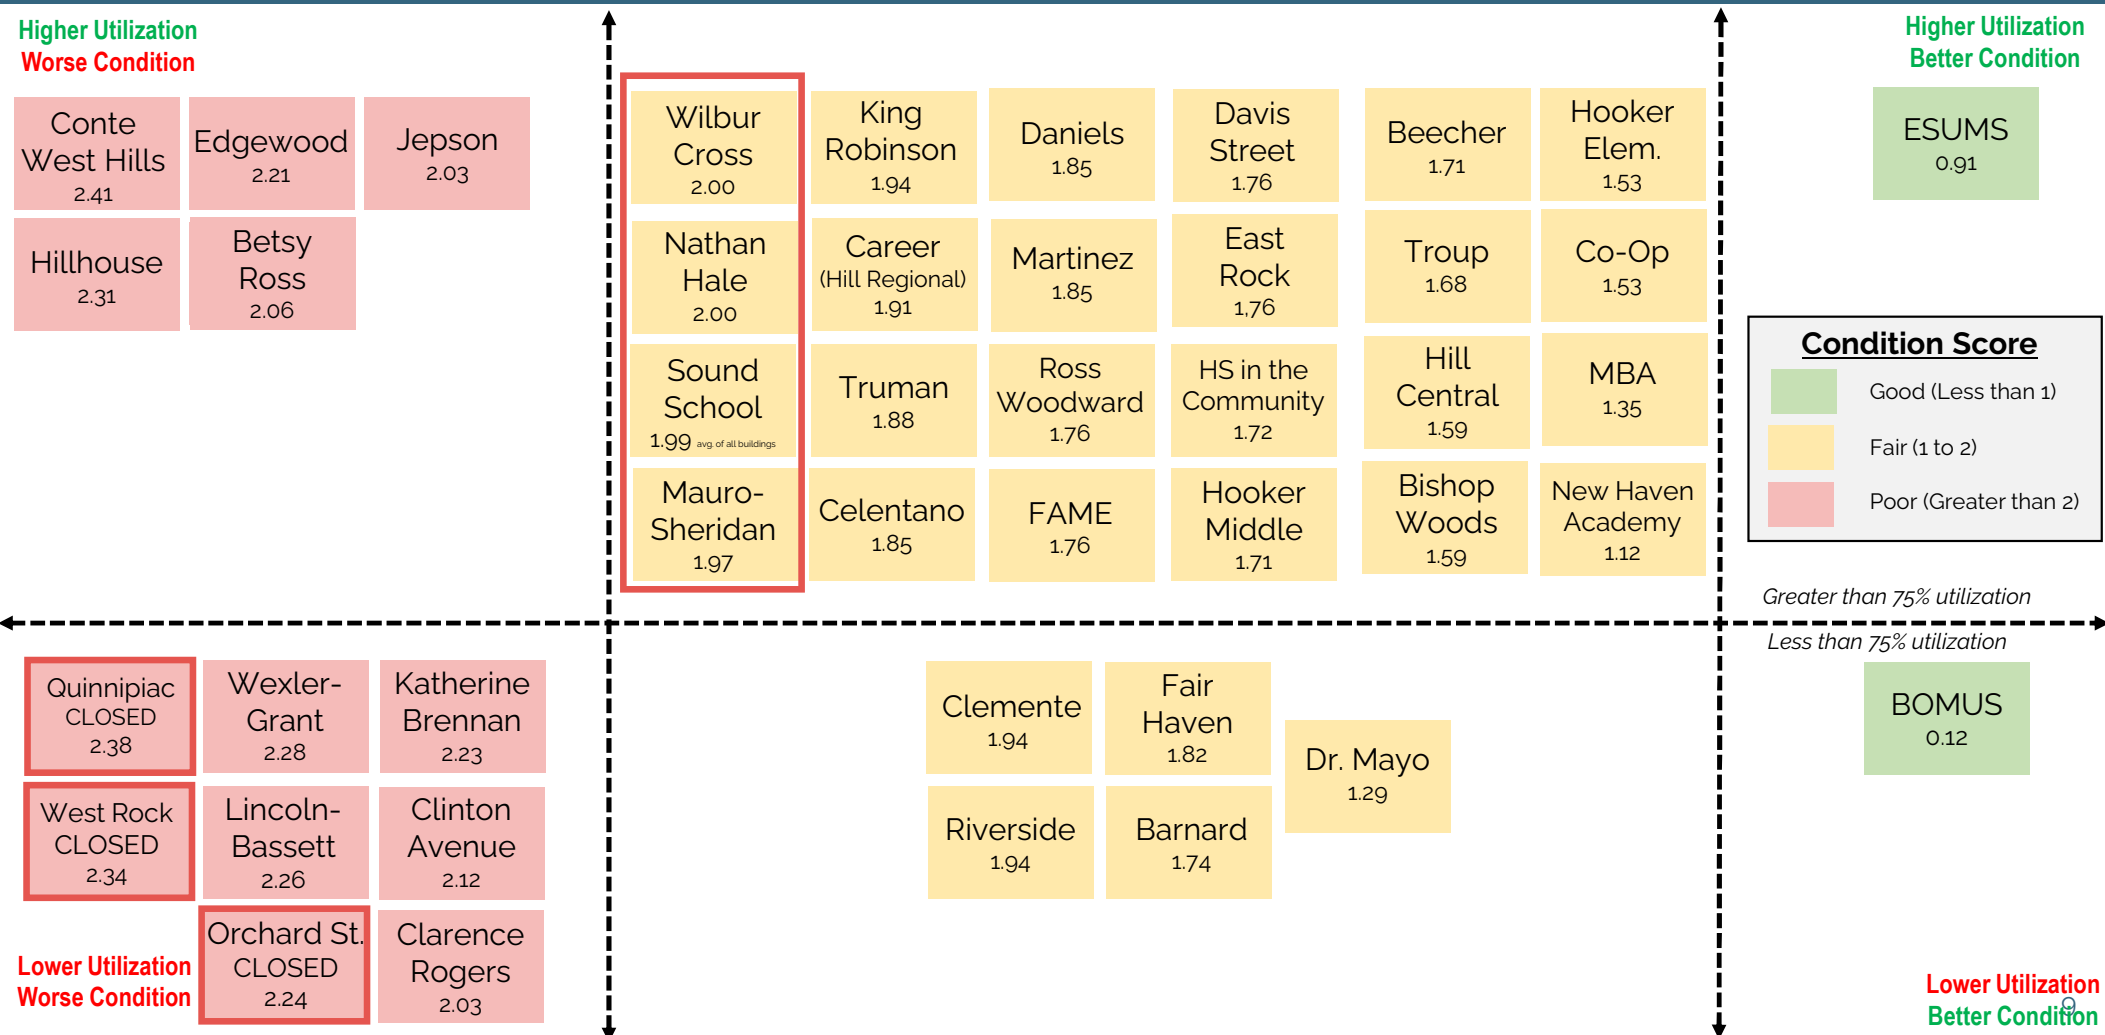 Higher Utilization
Worse Condition
Higher Utilization
Better Condition
Conte
West Hills
2.41
Edgewood
2.21
Jepson
2.03
Hillhouse
2.31
Betsy
Ross
2.06
Wilbur
Cross
2.00
King
Robinson
1.94
Daniels
1.85
Davis
Street
1.76
Beecher
1.71
Hooker
Elem.
1.53
ESUMS
0.91
Nathan
Hale
2.00
Career
(Hill Regional)
1.91
Martinez
1.85
East
Rock
1,76
Troup
1.68
Co-Op
1.53
Sound
School
1.99 avg. of all buildings
Truman
1.88
Ross
Woodward
1.76
HS in the
Community
1.72
Hill
Central
1.59
MBA
1.35
Mauro-
Sheridan
1.97
Celentano
1.85
FAME
1.76
Hooker
Middle
1.71
Bishop
Woods
1.59
New Haven
Academy
1.12
Condition Score
Good (Less than 1)
Fair (1 to 2)
Poor (Greater than 2)
Greater than 75% utilization
Less than 75% utilization
Quinnipiac
CLOSED
2.38
Wexler-
Grant
2.28
Katherine
Brennan
2.23
West Rock
CLOSED
2.34
Lincoln-
Bassett
2.26
Clinton
Avenue
2.12
Orchard St.
CLOSED
2.24
Clarence
Rogers
2.03
Clemente
1.94
Fair
Haven
1.82
Dr. Mayo
1.29
Riverside
1.94
Barnard
1.74
BOMUS
0.12
Lower Utilization
Worse Condition
Lower Utilization
Better Condition
9